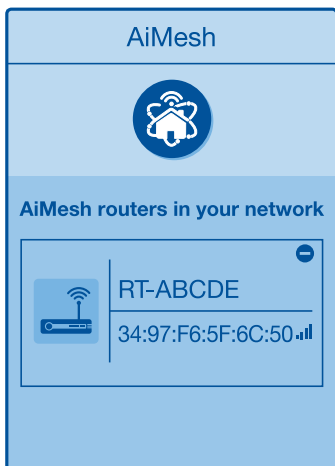 AiMesh
AiMesh routers in your network
RT-ABCDE
34:97:F6:5F:6C:50